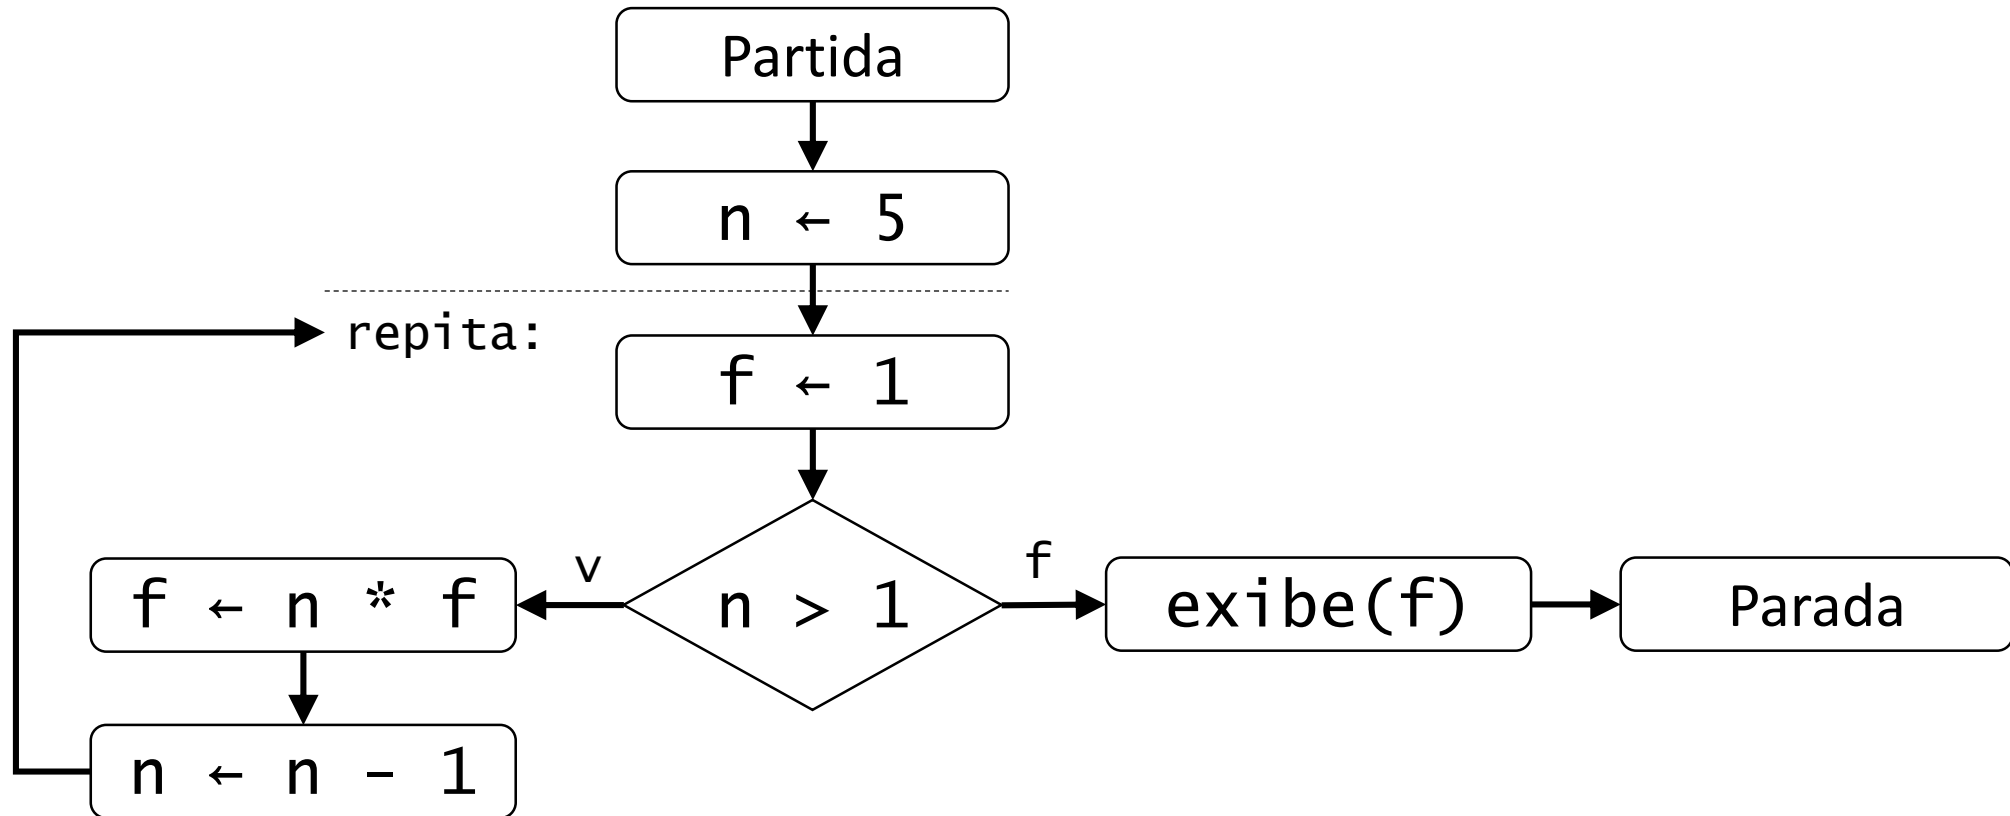 Partida
n ← 5
repita:
f ← 1
v
f
f ← n * f
n > 1
exibe(f)
Parada
n ← n - 1